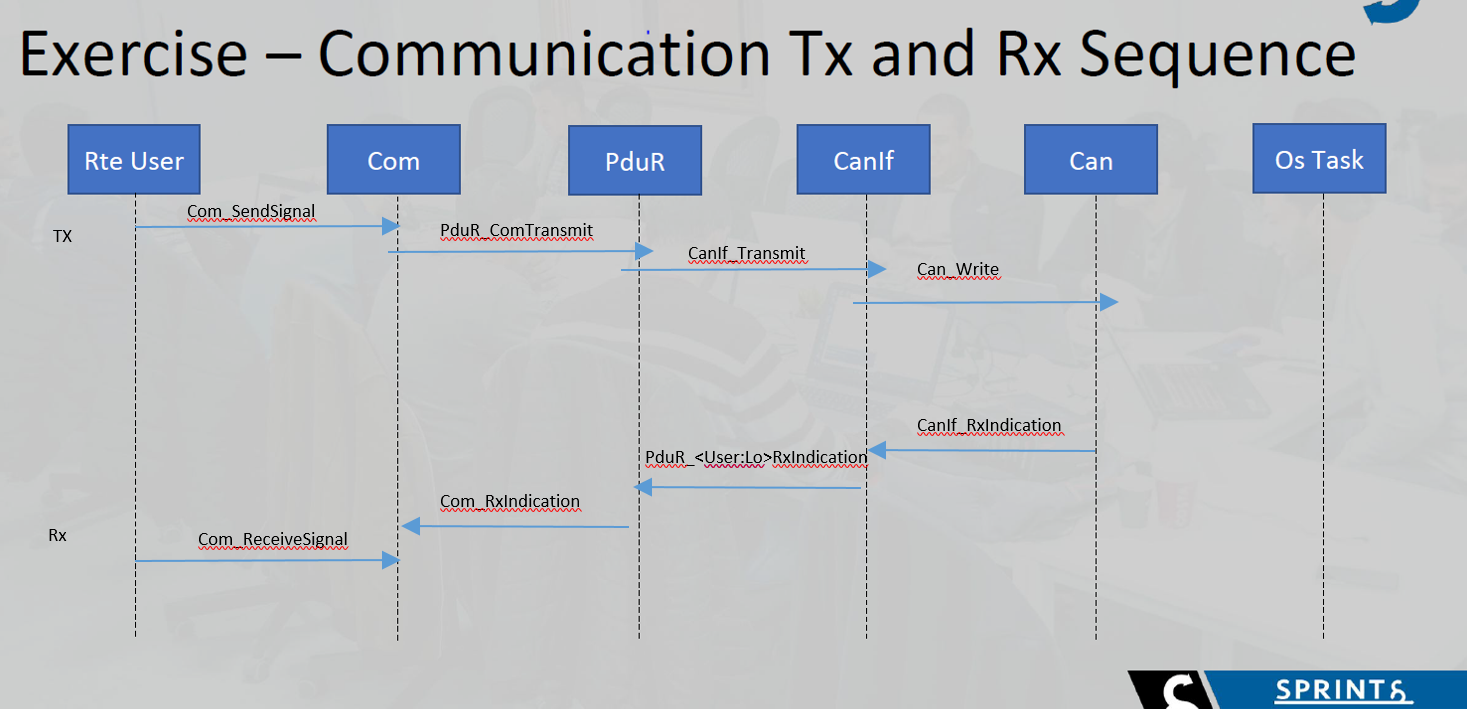 Exercise – Communication Tx and Rx Sequence
Rte User
Com
PduR
CanIf
Can
Os Task
Com_SendSignal
TX
PduR_ComTransmit
CanIf_Transmit
Can_Write
CanIf_RxIndication
PduR_<User:Lo>RxIndication
Com_RxIndication
Rx
Com_ReceiveSignal
SPRINTS